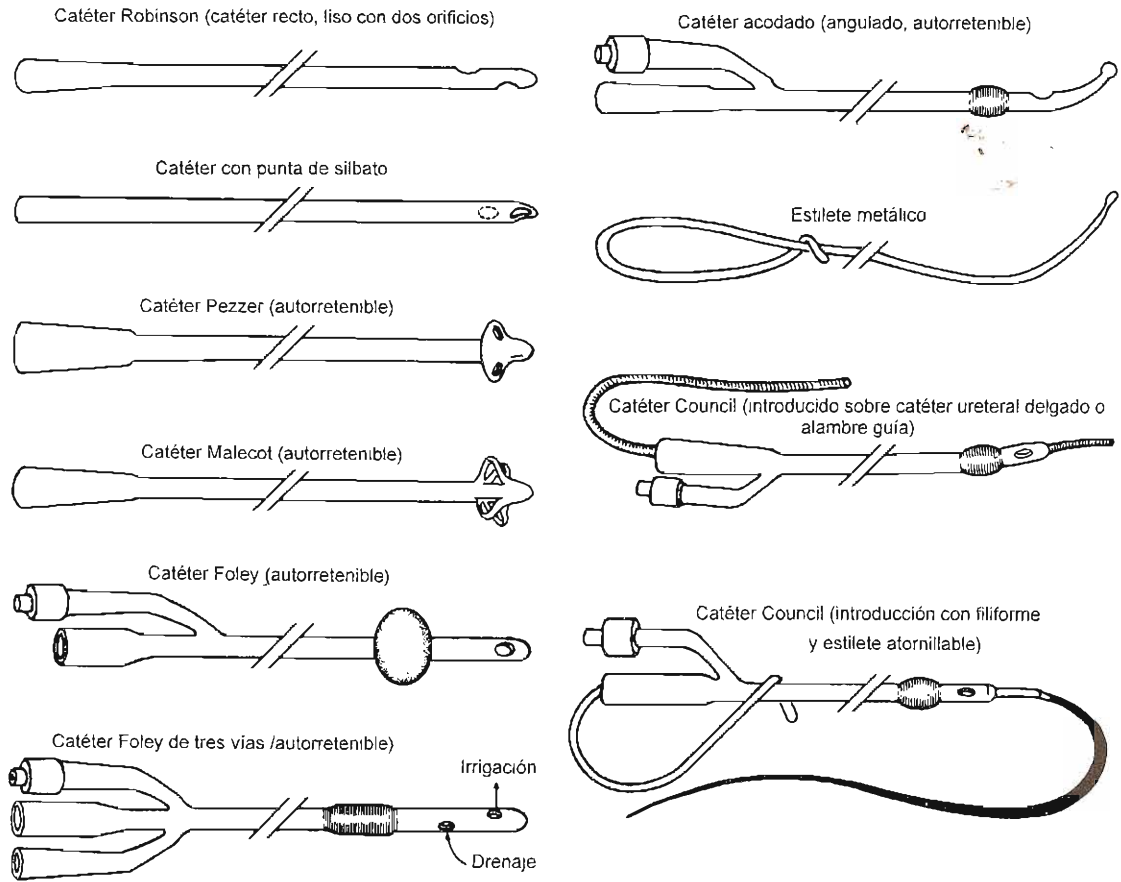 Catéter Robinson (catéter recto, liso con dos orificios)
Catéter con punta de silbato
Catéter Pezzer (autorretenible)
Catéter Malecot (autorretenible)
Catéter Foley (autorretenible)
Catéter Foley de tres vías /autorretenible)
Irrigación
Drenaje
Catéter acodado (angulado, autorretenible)
Estilete metálico
Catéter Council (introducido sobre catéter ureteral delgado o
alambre guía)
Catéter Council (introducción con filiforme
y estilete atornillable)